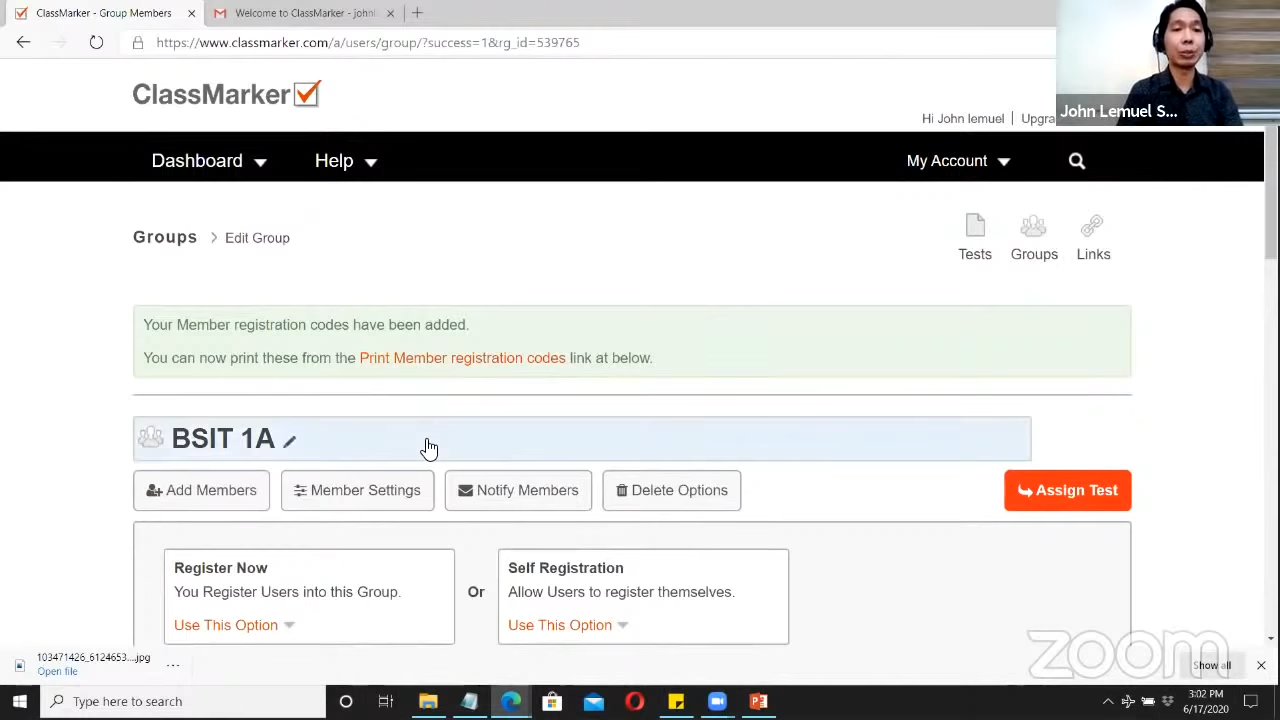 ClassMarker - Group Members
Welcome to ClassMarker - johnl
https://www.classmarker.com/a/users/group/?success=1&rg_id=539765
ClassMarker
John Lemuel S...
Hi John lemuel
Upgra
Dashboard
Help
My Account
Groups
Edit Group
Tests
Groups
Links
Your Member registration codes have been added.
You can now print these from the Print Member registration codes link at below.
BSIT 1A
Add Members
Member Settings
Notify Members
Delete Options
Assign Test
Register Now
You Register Users into this Group.
Use This Option
Or
Self Registration
Allow Users to register themselves.
Use This Option
zoom
103471426_6124653....jpg
Open file
...
Show all
Type here to search
3:02 PM
6/17/2020